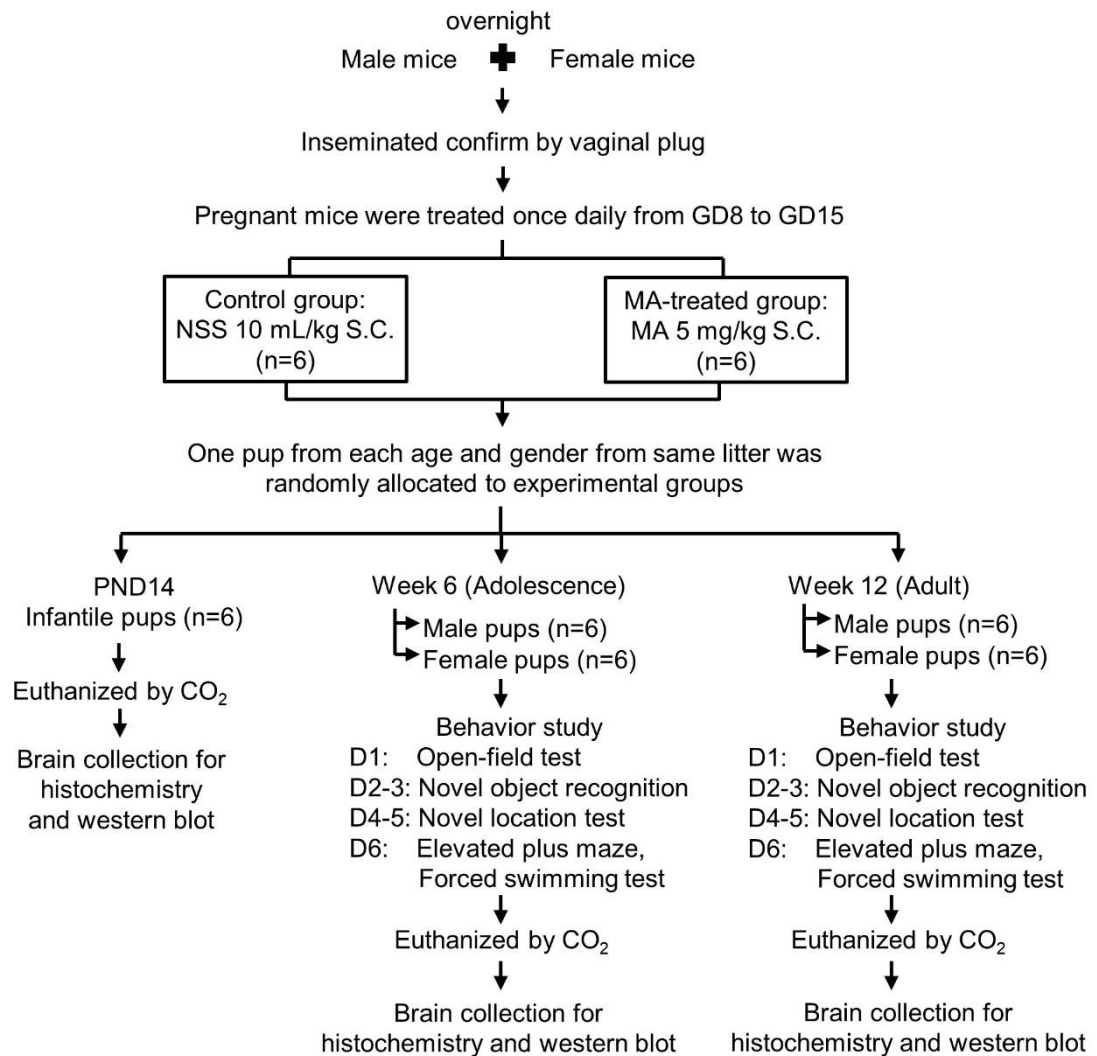 overnight
Male mice Female mice
Inseminated confirm by vaginal plug
Pregnant mice were treated once daily from GD8 to GD15
Control group:
NSS 10 mL/kg S.C.
(n=6)
MA-treated group:
MA 5 mg/kg S.C.
(n=6)
One pup from each age and gender from same litter was
randomly allocated to experimental groups
PND14
Infantile pups (n=6)
Euthanized by CO₂
Brain collection for
histochemistry
and western blot
Week 6 (Adolescence)
Male pups (n=6)
Female pups (n=6)
Behavior study
D1: Open-field test
D2-3: Novel object recognition
D4-5: Novel location test
D6: Elevated plus maze,
Forced swimming test
Euthanized by CO₂
Brain collection for
histochemistry and western blot
Week 12 (Adult)
Male pups (n=6)
Female pups (n=6)
Behavior study
D1: Open-field test
D2-3: Novel object recognition
D4-5: Novel location test
D6: Elevated plus maze,
Forced swimming test
Euthanized by CO₂
Brain collection for
histochemistry and western blot